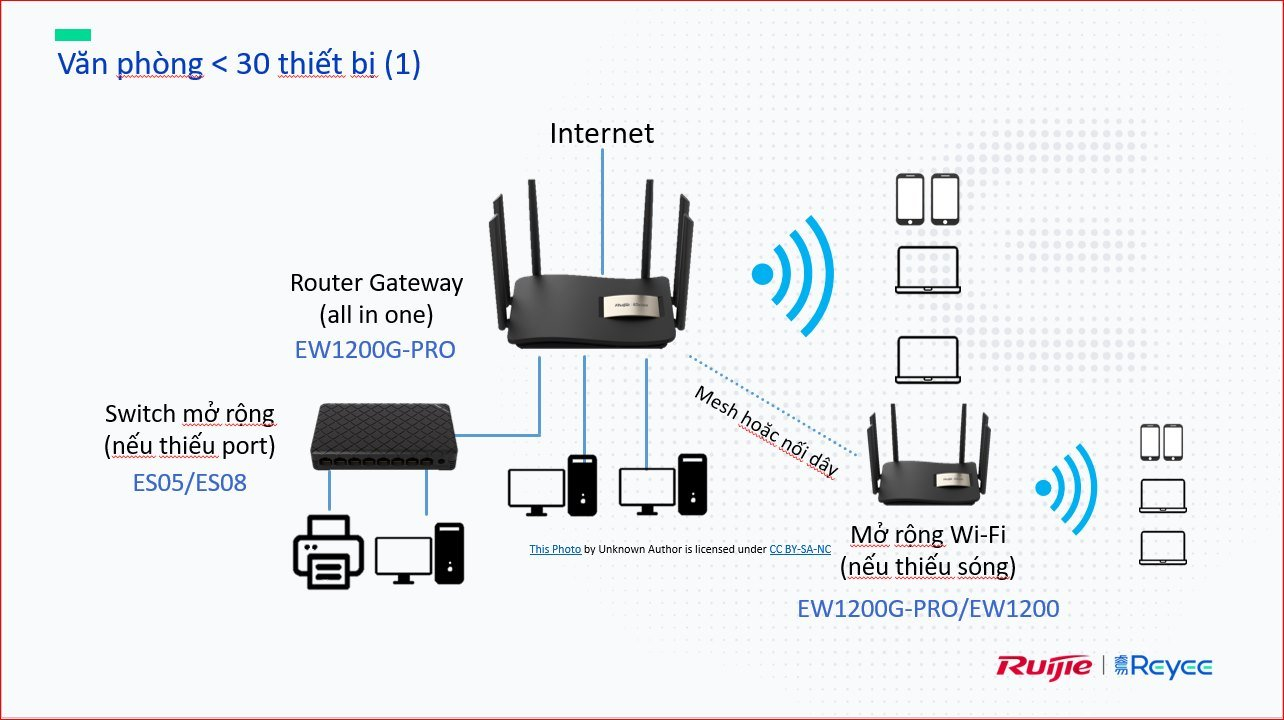 Văn phòng < 30 thiết bị (1)
Internet
Router Gateway
(all in one)
EW1200G-PRO
Switch mở rộng
(nếu thiếu port)
ES05/ES08
Mesh hoặc nối dây
This Photo by Unknown Author is licensed under CC BY-SA-NC
Mở rộng Wi-Fi
(nếu thiếu sóng)
EW1200G-PRO/EW1200
Ruijie | 睿易 Reyee